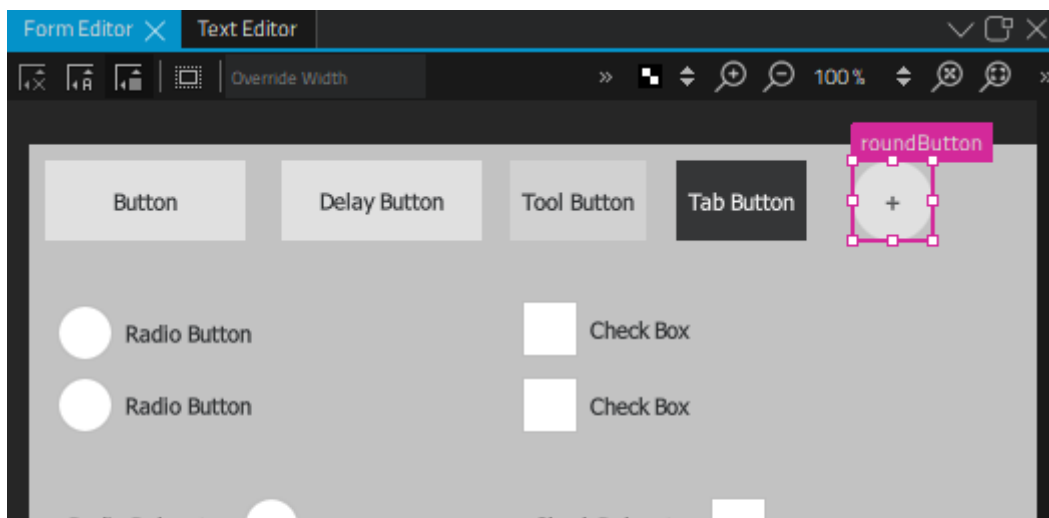 Form Editor Text Editor
Override Width » 100 % »
roundButton
Button Delay Button Tool Button Tab Button +
Radio Button Check Box
Radio Button Check Box